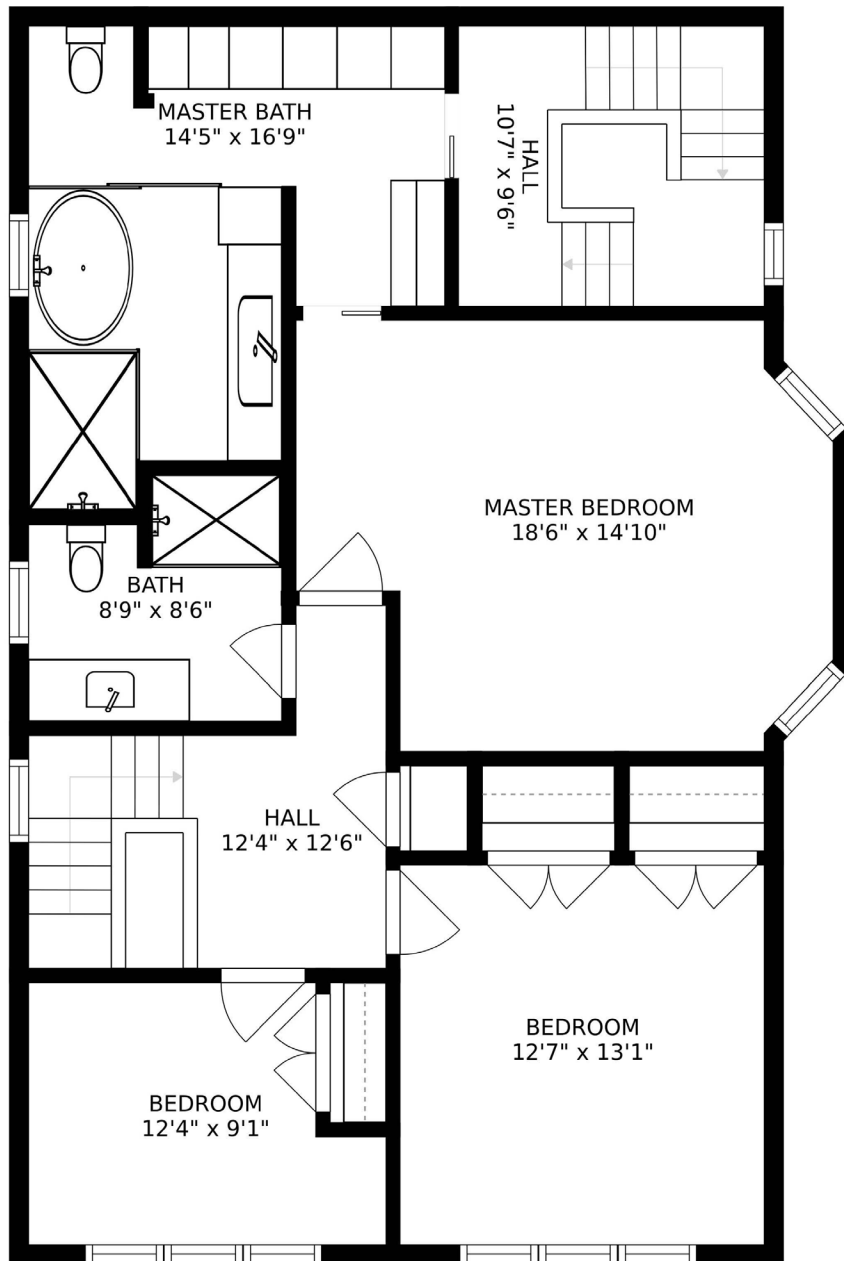 MASTER BATH
14'5" x 16'9"
HALL
10'7" x 9'6"
MASTER BEDROOM
18'6" x 14'10"
BATH
8'9" x 8'6"
HALL
12'4" x 12'6"
BEDROOM
12'7" x 13'1"
BEDROOM
12'4" x 9'1"